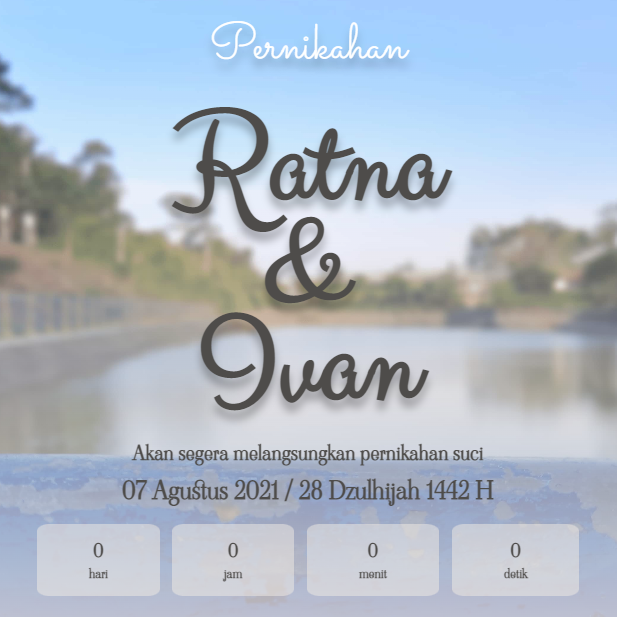 Pernikahan
Ratna
&
Ivan
Akan segera melangsungkan pernikahan suci
07 Agustus 2021 / 28 Dzulhijah 1442 H
0 0 0 0
hari jam menit detik